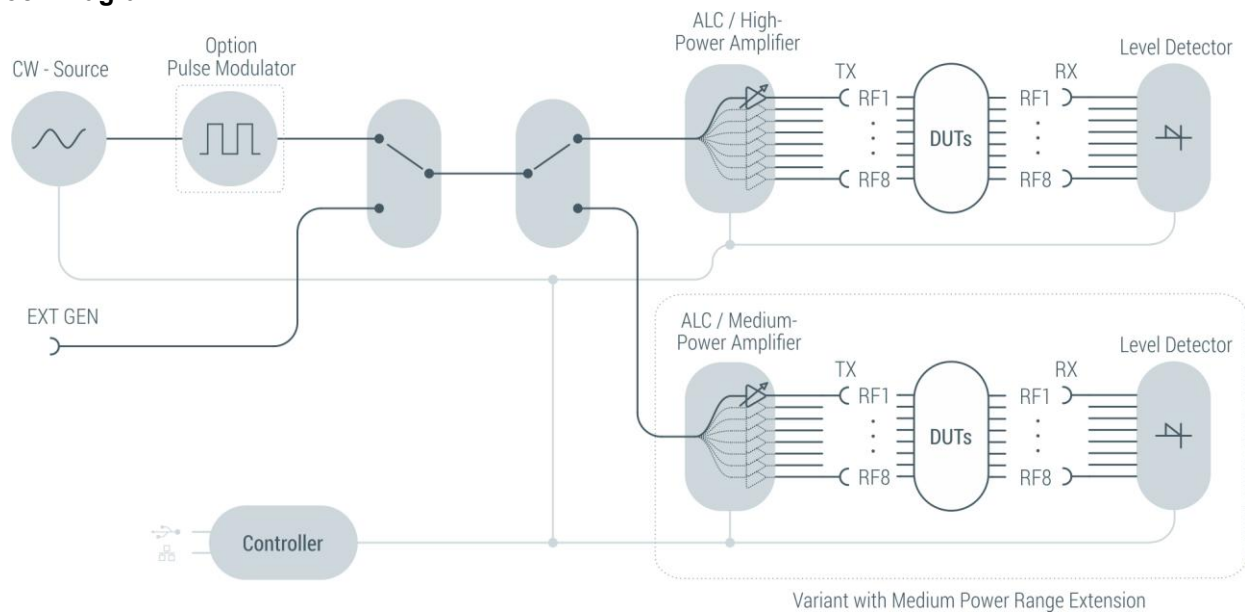 ALC / High-
Power Amplifier
Option
Pulse Modulator
CW - Source
Level Detector
TX
RX
RF1
RF1
DUTs
RF8
RF8
EXT GEN
ALC / Medium-
Power Amplifier
Level Detector
TX
RX
RF1
RF1
DUTs
RF8
RF8
Controller
Variant with Medium Power Range Extension